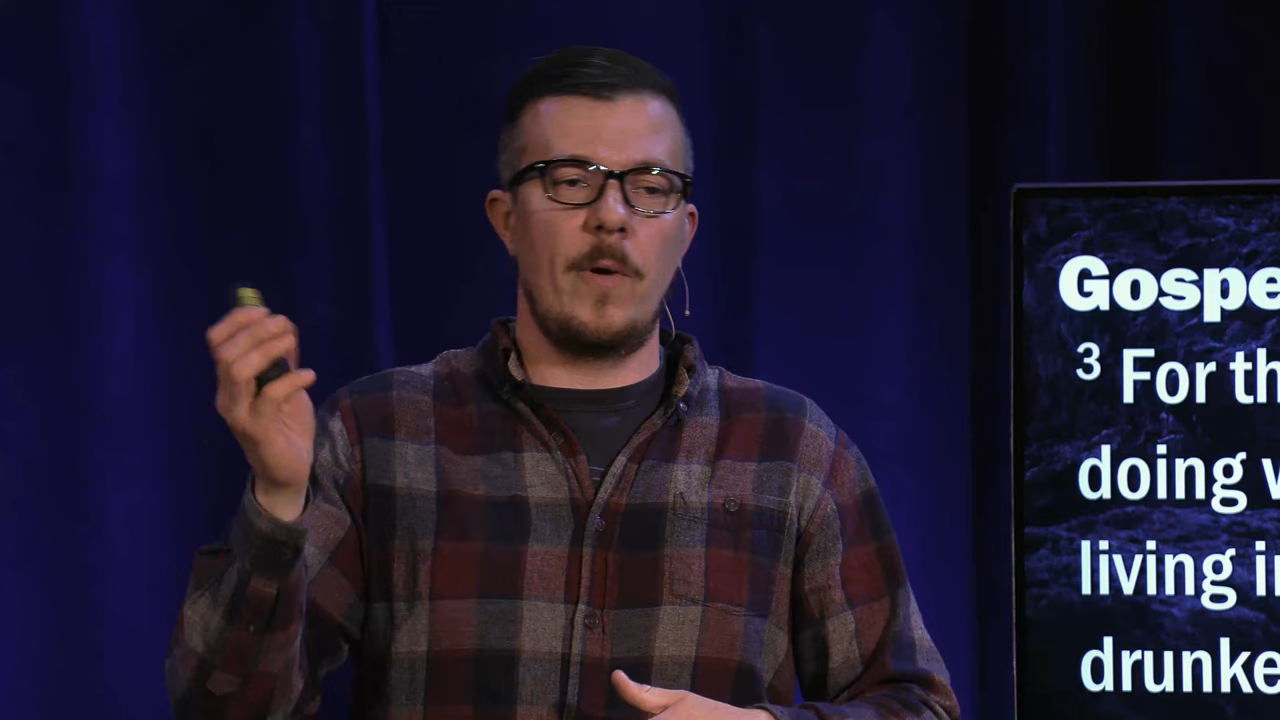 Gospe
3 For th
doing
living i
drunke